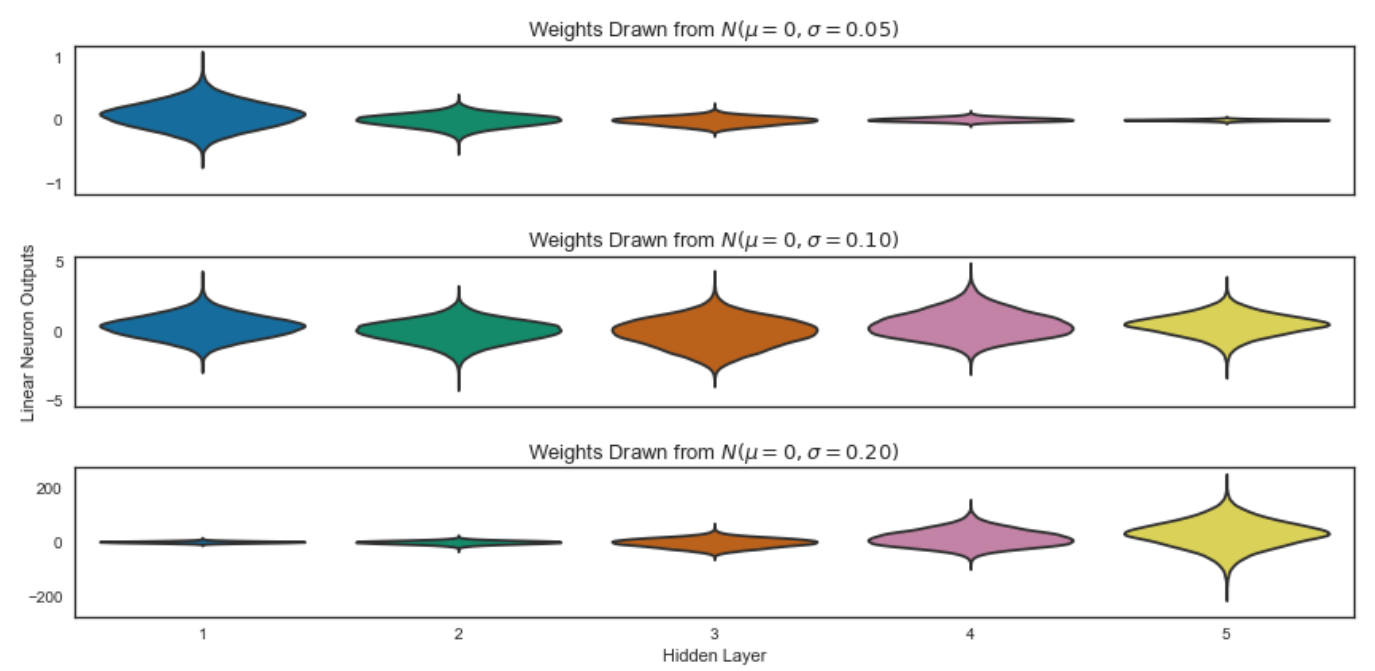 Weights Drawn from N(μ = 0, σ = 0.05)
1
0
−1
Linear Neuron Outputs
Weights Drawn from N(μ = 0, σ = 0.10)
5
0
−5
Weights Drawn from N(μ = 0, σ = 0.20)
200
0
−200
1 2 3 4 5
Hidden Layer